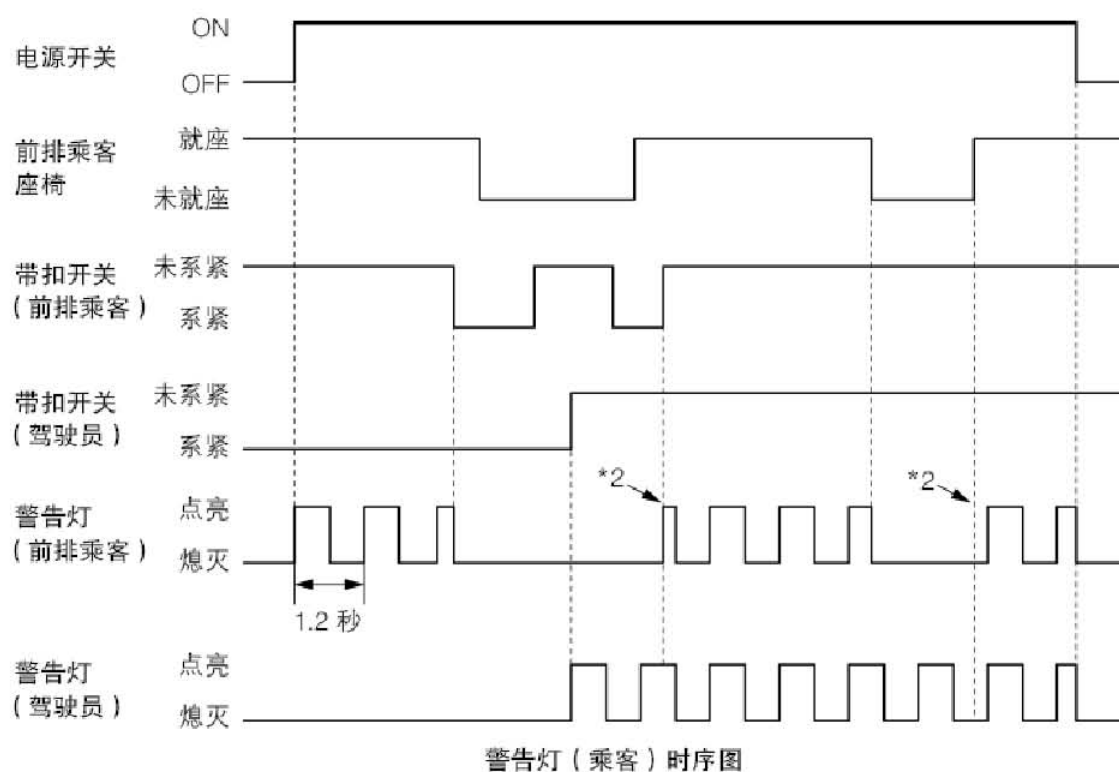 ON
电源开关
OFF
前排乘客
座椅
就座
未就座
带扣开关
(前排乘客)
未系紧
系紧
带扣开关
(驾驶员)
未系紧
系紧
*2
*2
警告灯
(前排乘客)
点亮
熄灭
1.2 秒
警告灯
(驾驶员)
点亮
熄灭
警告灯(乘客)时序图